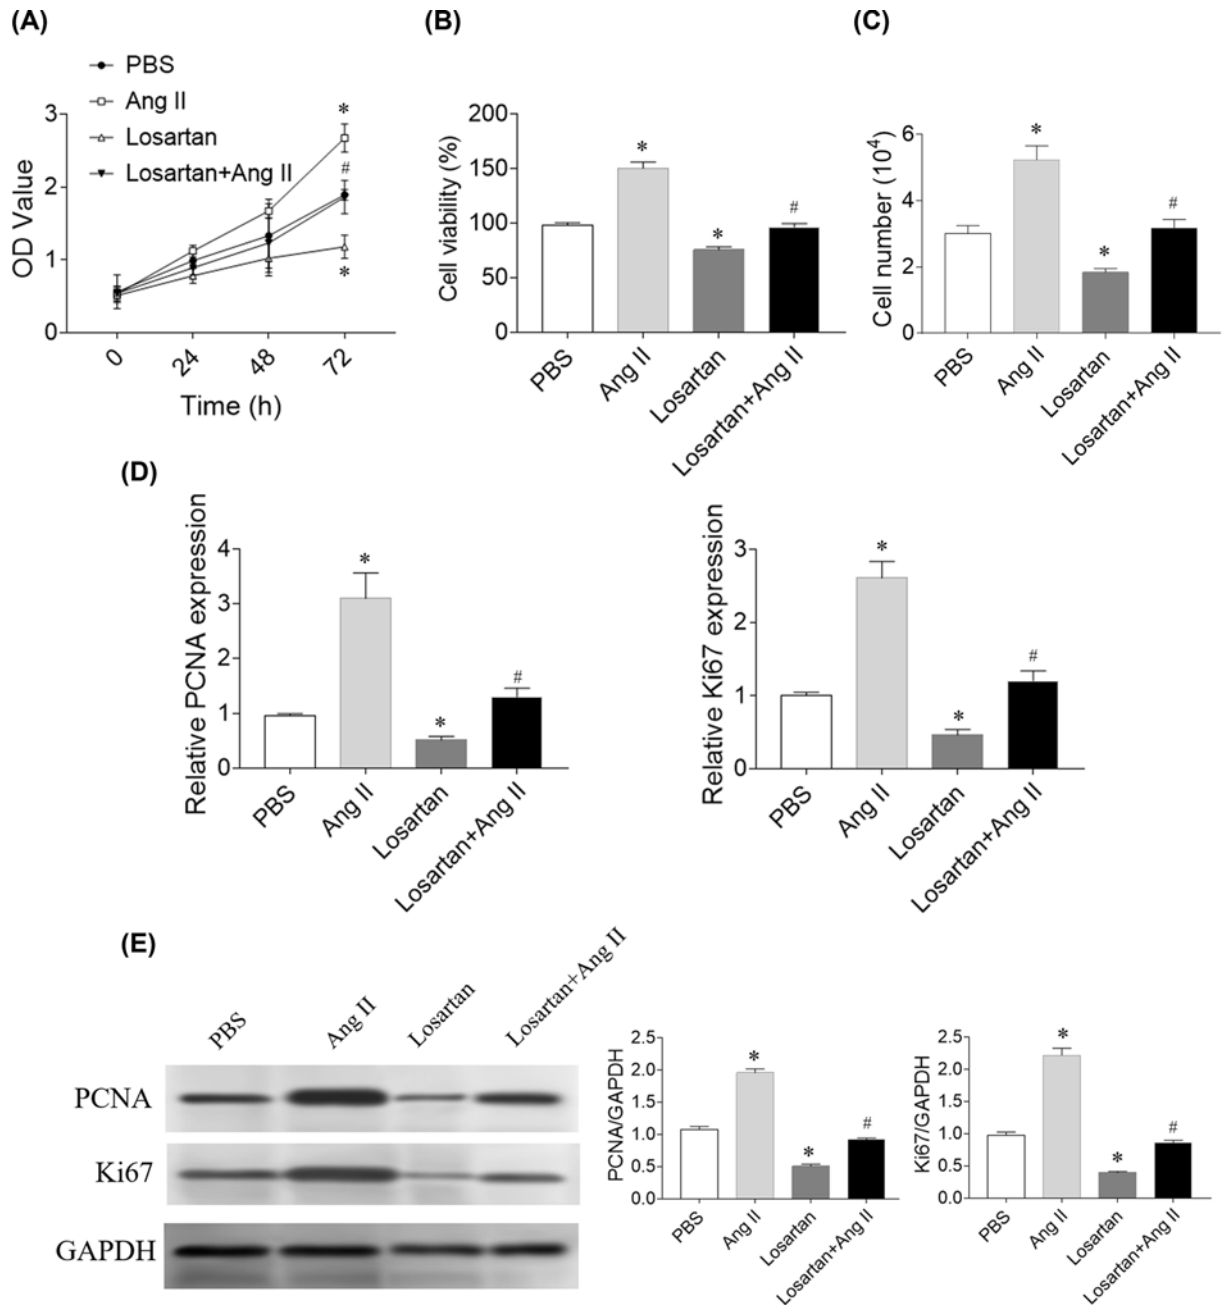 (A)
PBS
Ang II
Losartan
Losartan+Ang II
OD Value
3
2
1
0
*
#
*
0
24
48
72
Time (h)
(B)
Cell viability (%)
200
150
100
50
0
*
*
#
PBS
Ang II
Losartan
Losartan+Ang II
(C)
Cell number (10⁴)
6
4
2
0
*
*
#
PBS
Ang II
Losartan
Losartan+Ang II
(D)
Relative PCNA expression
4
3
2
1
0
*
*
#
PBS
Ang II
Losartan
Losartan+Ang II
Relative Ki67 expression
3
2
1
0
*
*
#
PBS
Ang II
Losartan
Losartan+Ang II
(E)
PBS
Ang II
Losartan
Losartan+Ang II
PCNA
Ki67
GAPDH
PCNA/GAPDH
2.5
2.0
1.5
1.0
0.5
0.0
*
*
#
PBS
Ang II
Losartan
Losartan+Ang II
Ki67/GAPDH
2.5
2.0
1.5
1.0
0.5
0.0
*
*
#
PBS
Ang II
Losartan
Losartan+Ang II